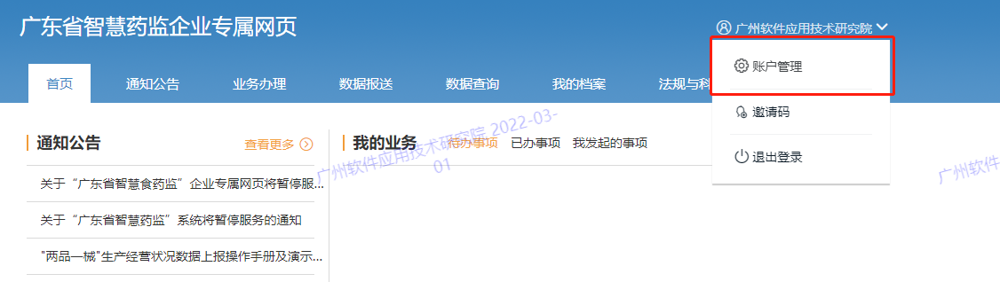 广东省智慧药监企业专属网页
广州软件应用技术研究院
首页 通知公告 业务办理 数据报送 数据查询 我的档案 法规与科
账户管理
邀请码
退出登录
通知公告 查看更多
关于“广东省智慧食药监”企业专属网页将暂停服...
关于“广东省智慧药监”系统将暂停服务的通知
"两品一械"生产经营状况数据上报操作手册及演示...
我的业务 待办事项 已办事项 我发起的事项
广州软件应用技术研究院 2022-03-
01
广州软件